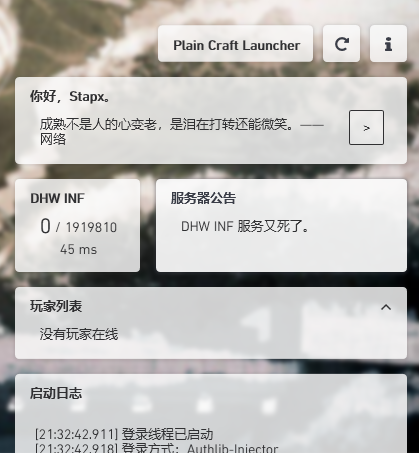 Plain Craft Launcher
你好，Stapx。
成熟不是人的心变老，是泪在打转还能微笑。——
网络
>
DHW INF
0 / 1919810
45 ms
服务器公告
DHW INF 服务又死了。
玩家列表
没有玩家在线
启动日志
[21:32:42.911] 登录线程已启动
[21:32:42.918] 登录方式：Authlib-Injector